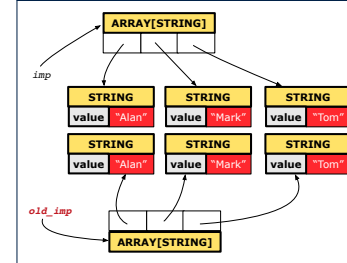 ARRAY[STRING]
imp
STRING STRING STRING
value "Alan" value "Mark" value "Tom"
STRING STRING STRING
value "Alan" value "Mark" value "Tom"
old_imp
ARRAY[STRING]